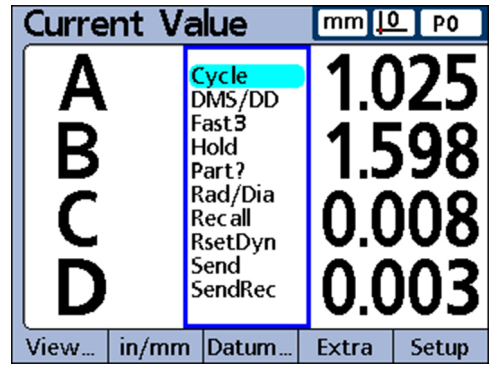 Current Value mm 0 P0
A 1.025
B 1.598
C 0.008
D 0.003
Cycle
DMS/DD
Fast3
Hold
Part?
Rad/Dia
Recall
RsetDyn
Send
SendRec
View... in/mm Datum... Extra Setup